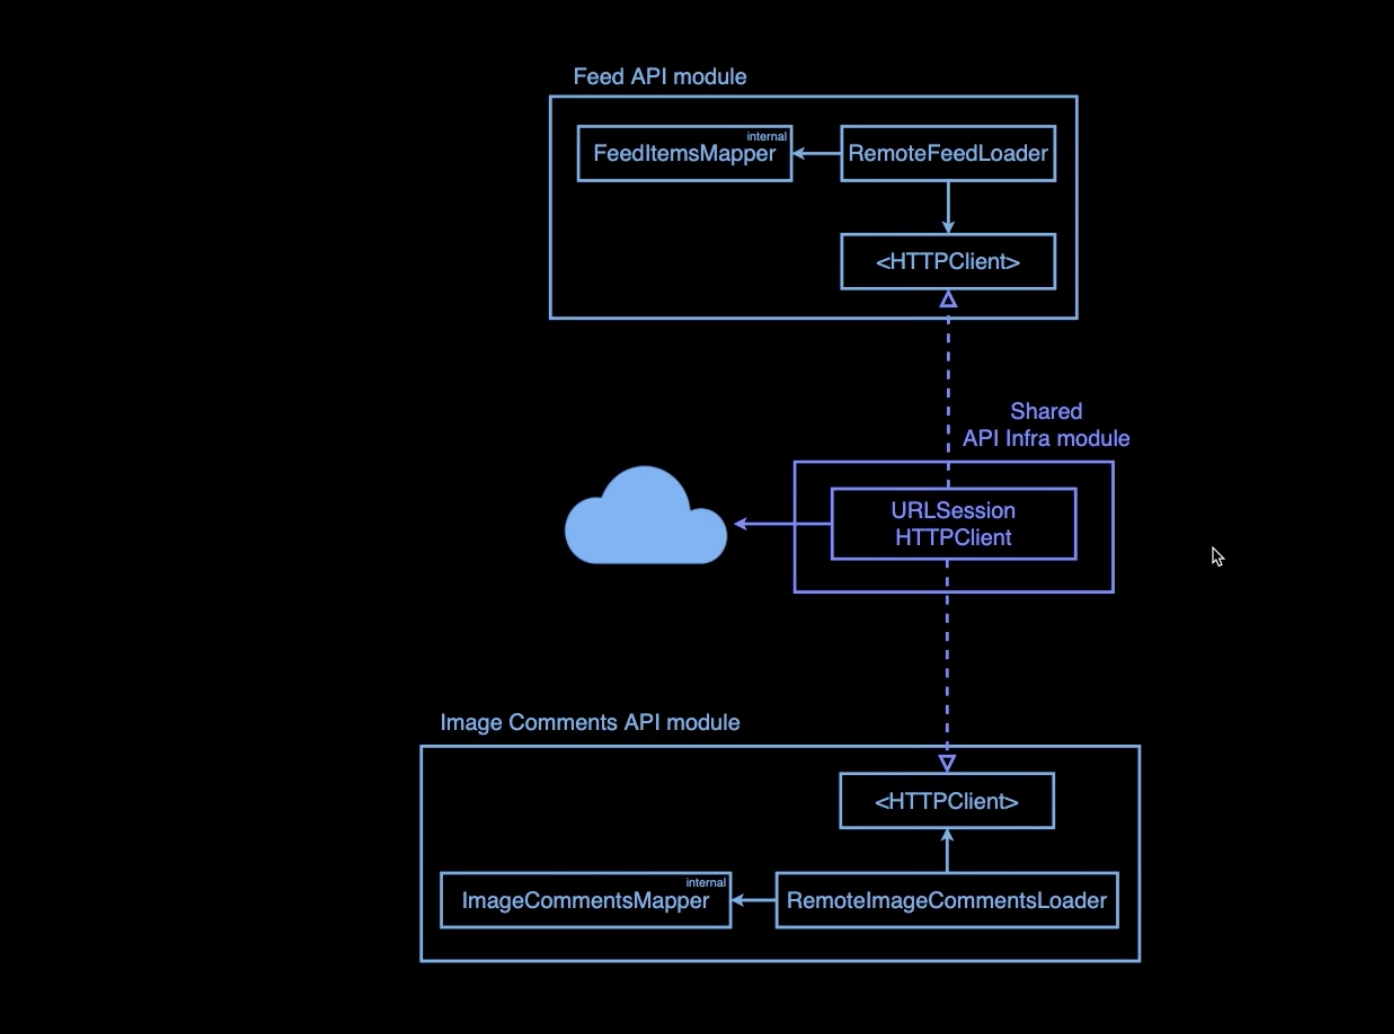 Feed API module
internal
FeedItemsMapper
RemoteFeedLoader
<HTTPClient>
Shared
API Infra module
URLSession
HTTPClient
Image Comments API module
<HTTPClient>
internal
ImageCommentsMapper
RemoteImageCommentsLoader